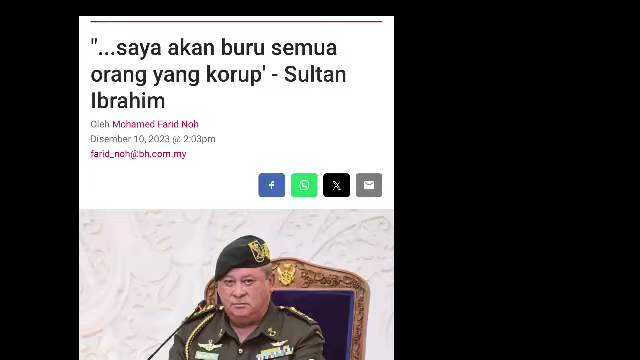 "...saya akan buru semua
orang yang korup' - Sultan
Ibrahim
Oleh Mohamed Farid Noh
Disember 10, 2023 @ 2:03pm
farid_noh@bh.com.my